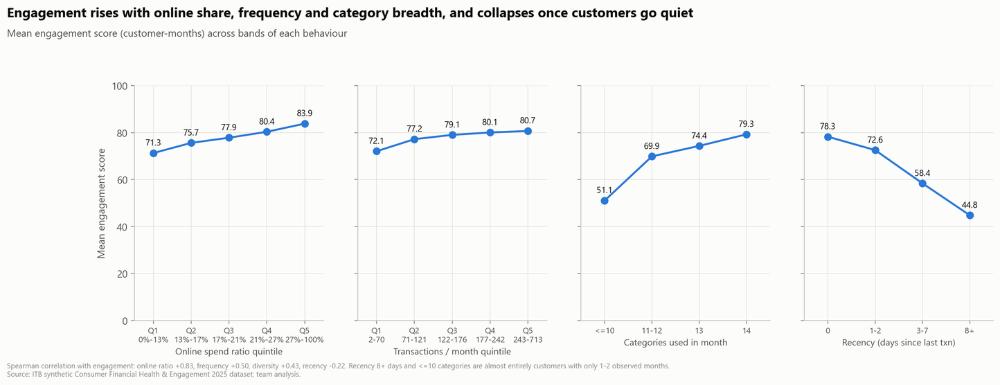 Engagement rises with online share, frequency and category breadth, and collapses once customers go quiet
Mean engagement score (customer-months) across bands of each behaviour
Mean engagement score
100
80
60
40
20
0
71.3
75.7
77.9
80.4
83.9
Q1 Q2 Q3 Q4 Q5
0%-13% 13%-17% 17%-21% 21%-27% 27%-100%
Online spend ratio quintile
72.1
77.2
79.1
80.1
80.7
Q1 Q2 Q3 Q4 Q5
2-70 71-121 122-176 177-242 243-713
Transactions / month quintile
51.1
69.9
74.4
79.3
<=10 11-12 13 14
Categories used in month
78.3
72.6
58.4
44.8
0 1-2 3-7 8+
Recency (days since last txn)
Spearman correlation with engagement: online ratio +0.83, frequency +0.50, diversity +0.43, recency -0.22. Recency 8+ days and <=10 categories are almost entirely customers with only 1-2 observed months.
Source: ITB synthetic Consumer Financial Health & Engagement 2025 dataset; team analysis.